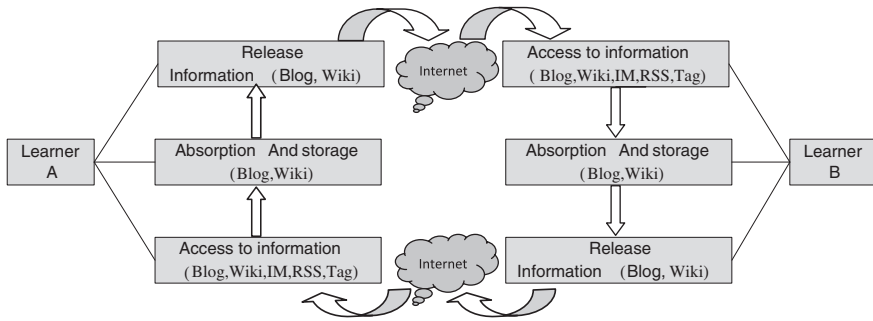 Release
Information (Blog, Wiki)
Internet
Access to information
( Blog,Wiki,IM,RSS,Tag)
Learner
A
Absorption And storage
(Blog,Wiki)
Absorption And storage
(Blog,Wiki)
Learner
B
Access to information
(Blog,Wiki,IM,RSS,Tag)
Internet
Release
Information (Blog, Wiki)